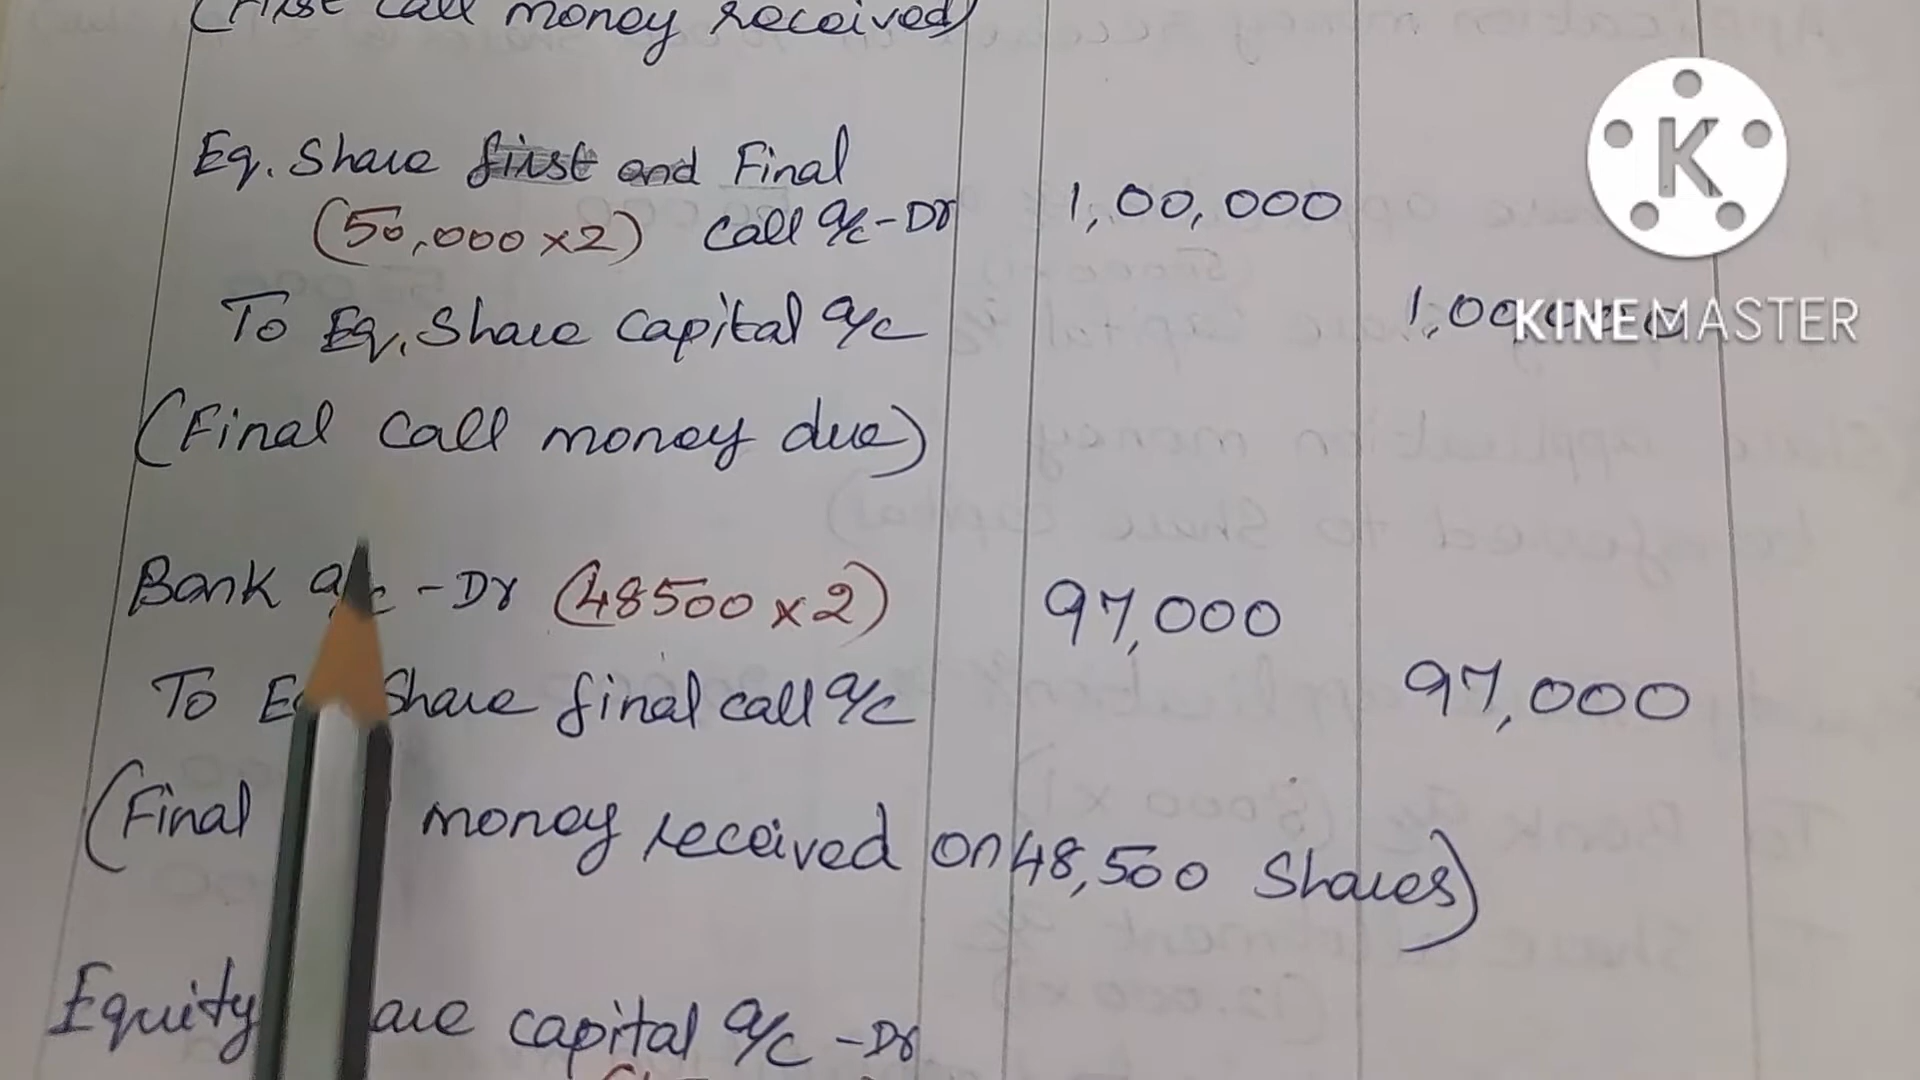 (First call money received)
Eq. Share first and Final
(50,000 x 2) call a/c - Dr 1,00,000
To Eq. Share Capital a/c 1,00,000
(Final call money due)
Bank a/c - Dr (48500 x 2) 97,000
To Share final call a/c 97,000
(Final money received on 48,500 Shares)
Equity capital a/c - Dr
K
KINEMASTER